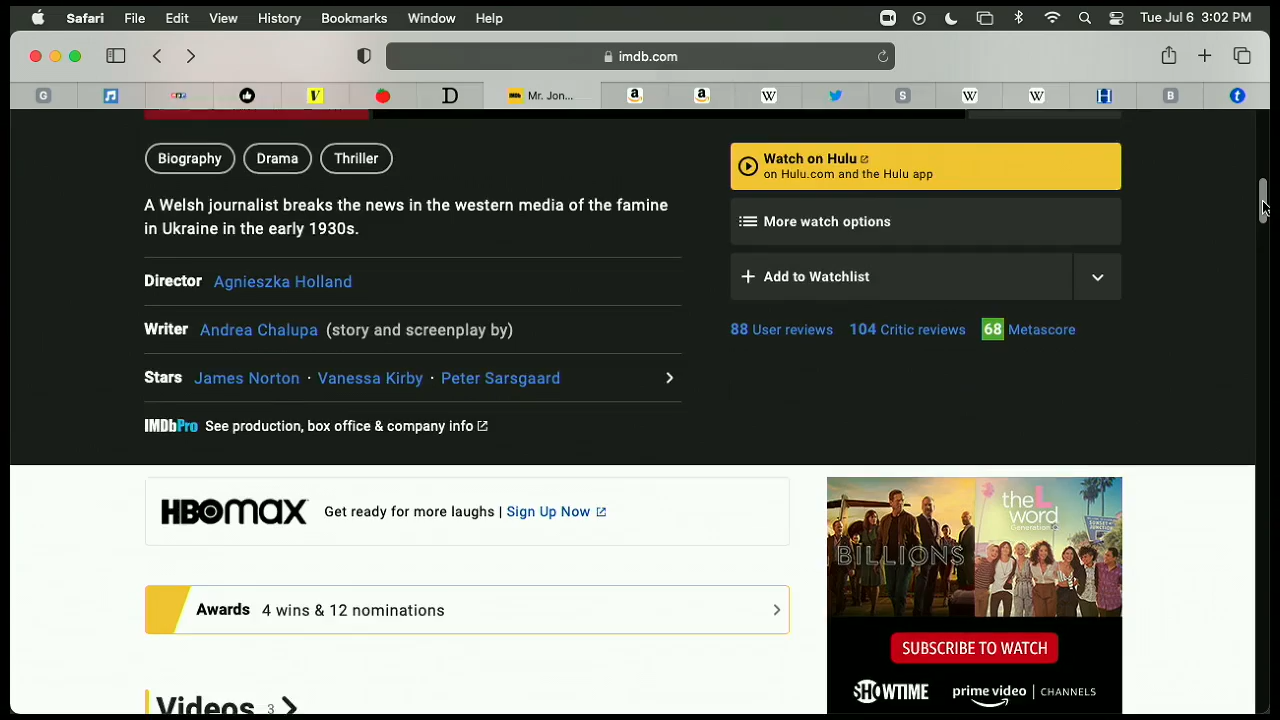 Safari File Edit View History Bookmarks Window Help Tue Jul 6 3:02 PM
imdb.com
Mr. Jon...
Biography Drama Thriller
Watch on Hulu
on Hulu.com and the Hulu app
A Welsh journalist breaks the news in the western media of the famine
in Ukraine in the early 1930s.
More watch options
Director Agnieszka Holland
Add to Watchlist
Writer Andrea Chalupa (story and screenplay by)
88 User reviews 104 Critic reviews 68 Metascore
Stars James Norton · Vanessa Kirby · Peter Sarsgaard
IMDbPro See production, box office & company info
HBOMAX Get ready for more laughs | Sign Up Now
the L
word
Generation Q
BILLIONS
Awards 4 wins & 12 nominations
SUBSCRIBE TO WATCH
SHOWTIME prime video | CHANNELS
Videos 3